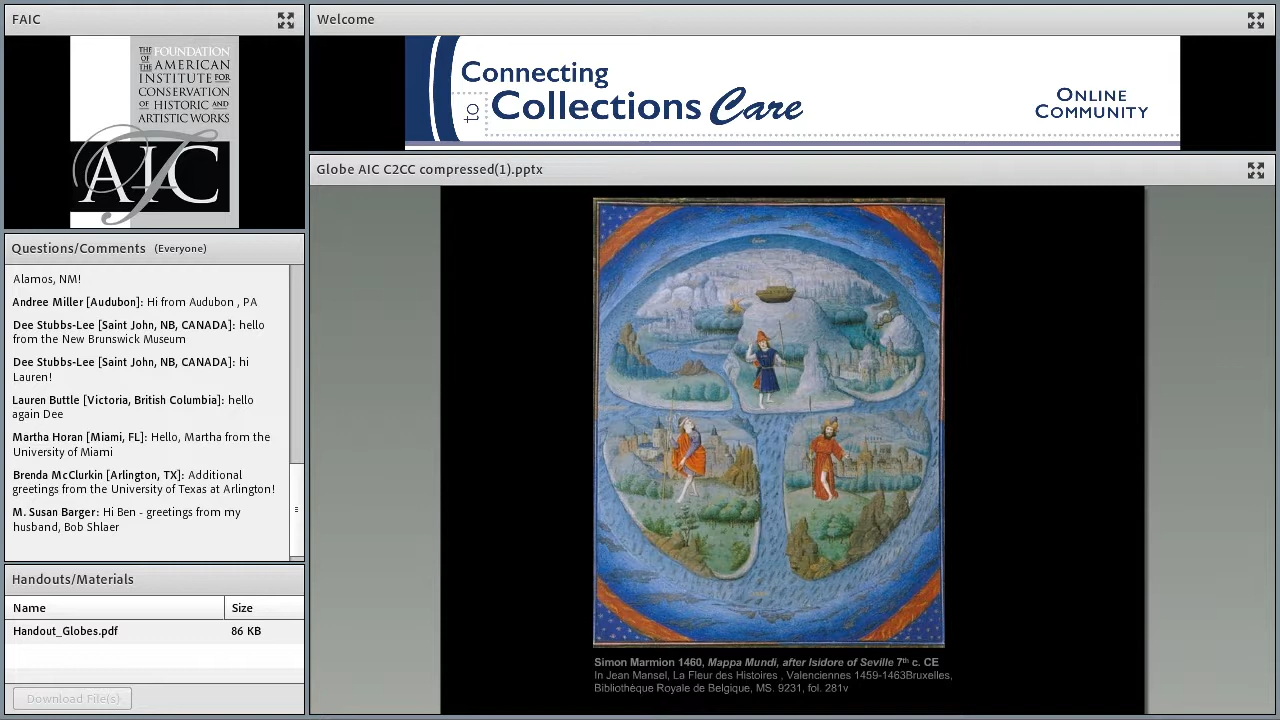 FAIC
THE FOUNDATION
OF THE AMERICAN
INSTITUTE FOR
CONSERVATION
OF HISTORIC AND
ARTISTIC WORKS
AIC
Questions/Comments (Everyone)
Alamos, NM!
Andree Miller [Audubon]: Hi from Audubon , PA
Dee Stubbs-Lee [Saint John, NB, CANADA]: hello
from the New Brunswick Museum
Dee Stubbs-Lee [Saint John, NB, CANADA]: hi
Lauren!
Lauren Buttle [Victoria, British Columbia]: hello
again Dee
Martha Horan [Miami, FL]: Hello, Martha from the
University of Miami
Brenda McClurkin [Arlington, TX]: Additional
greetings from the University of Texas at Arlington!
M. Susan Barger: Hi Ben - greetings from my
husband, Bob Shlaer
Handouts/Materials
Name Size
Handout_Globes.pdf 86 KB
Download File(s)
Welcome
Connecting
to Collections Care
ONLINE
COMMUNITY
Globe AIC C2CC compressed(1).pptx
Simon Marmion 1460, Mappa Mundi, after Isidore of Seville 7th c. CE
In Jean Mansel, La Fleur des Histoires , Valenciennes 1459-1463Bruxelles,
Bibliothèque Royale de Belgique, MS. 9231, fol. 281v